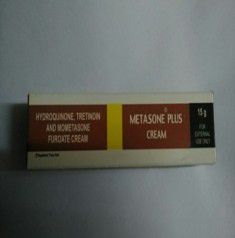 HYDROQUINONE, TRETINOIN
AND MOMETASONE
FUROATE CREAM
METASONE® PLUS
CREAM
15 g
FOR
EXTERNAL
USE ONLY